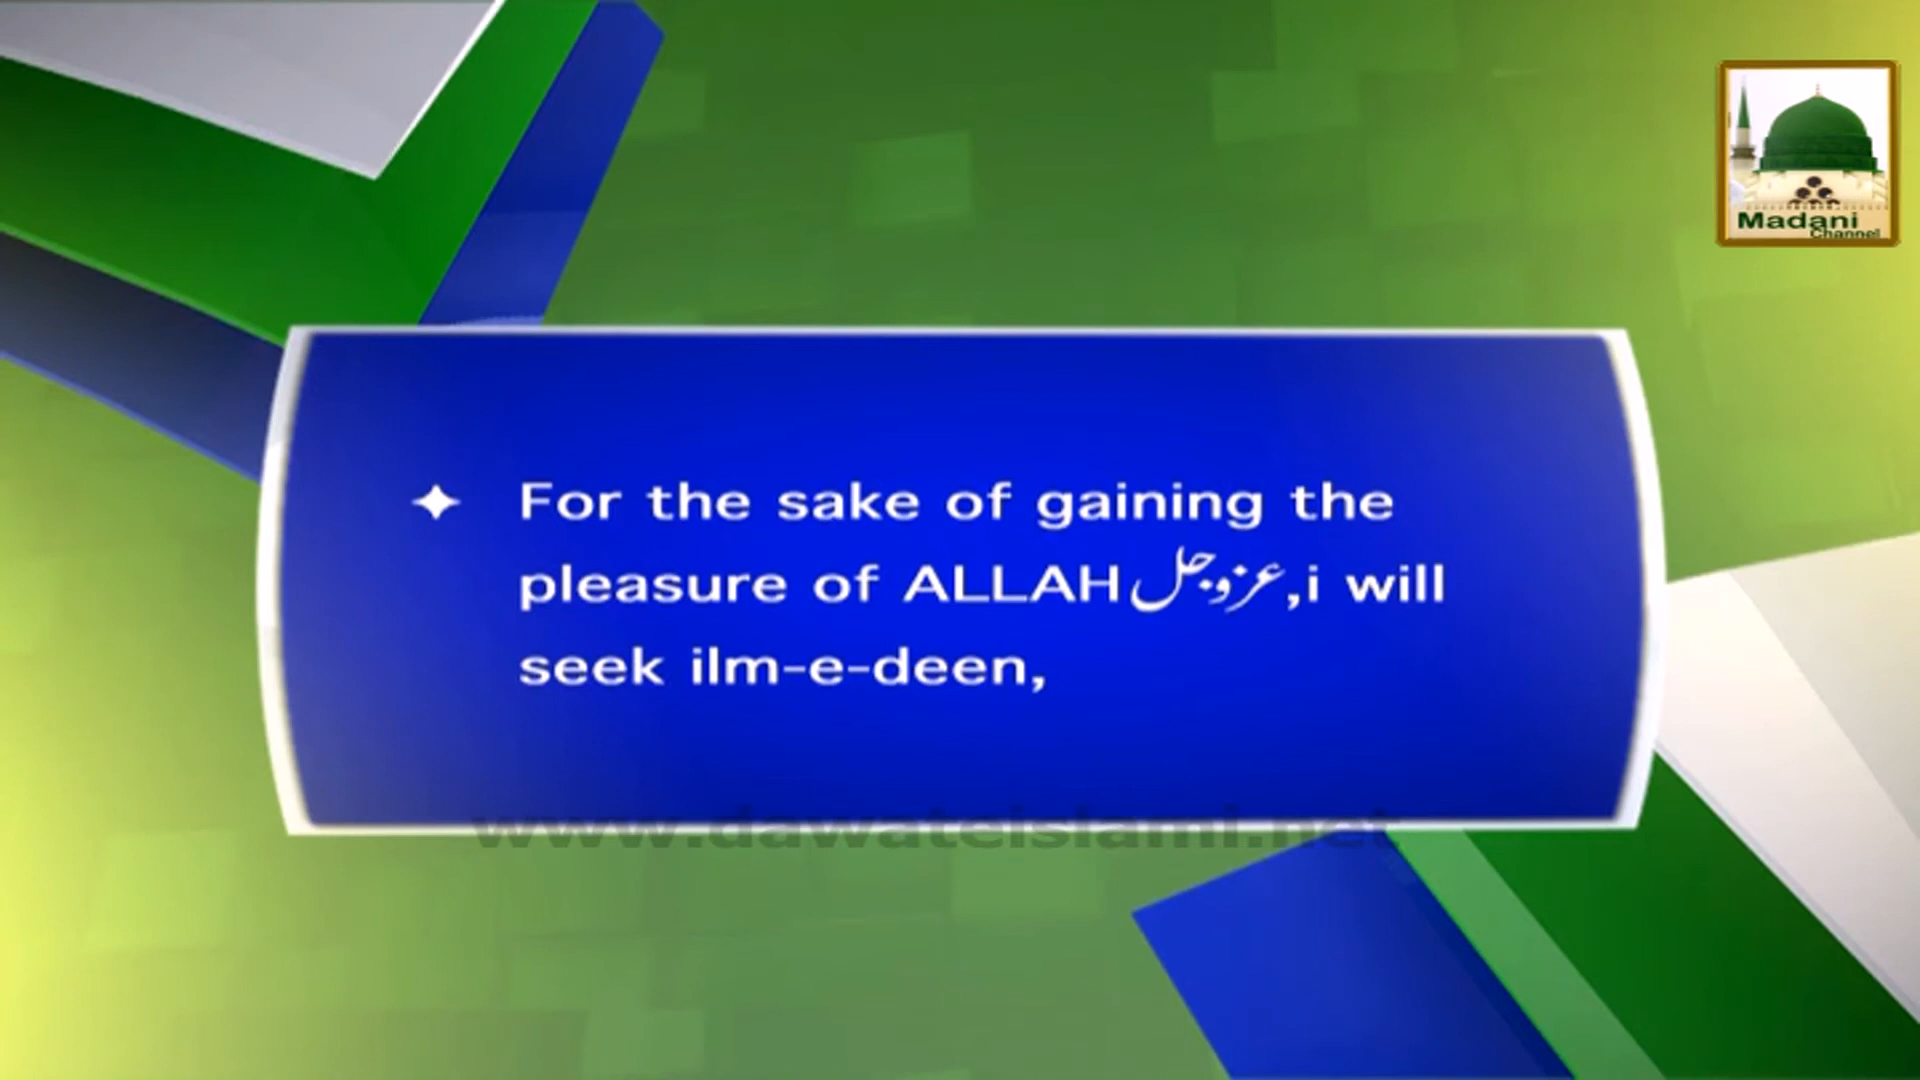 Madani
Channel
✦ For the sake of gaining the
pleasure of ALLAH عزوجل,i will
seek ilm-e-deen,
www.dawateislami.net